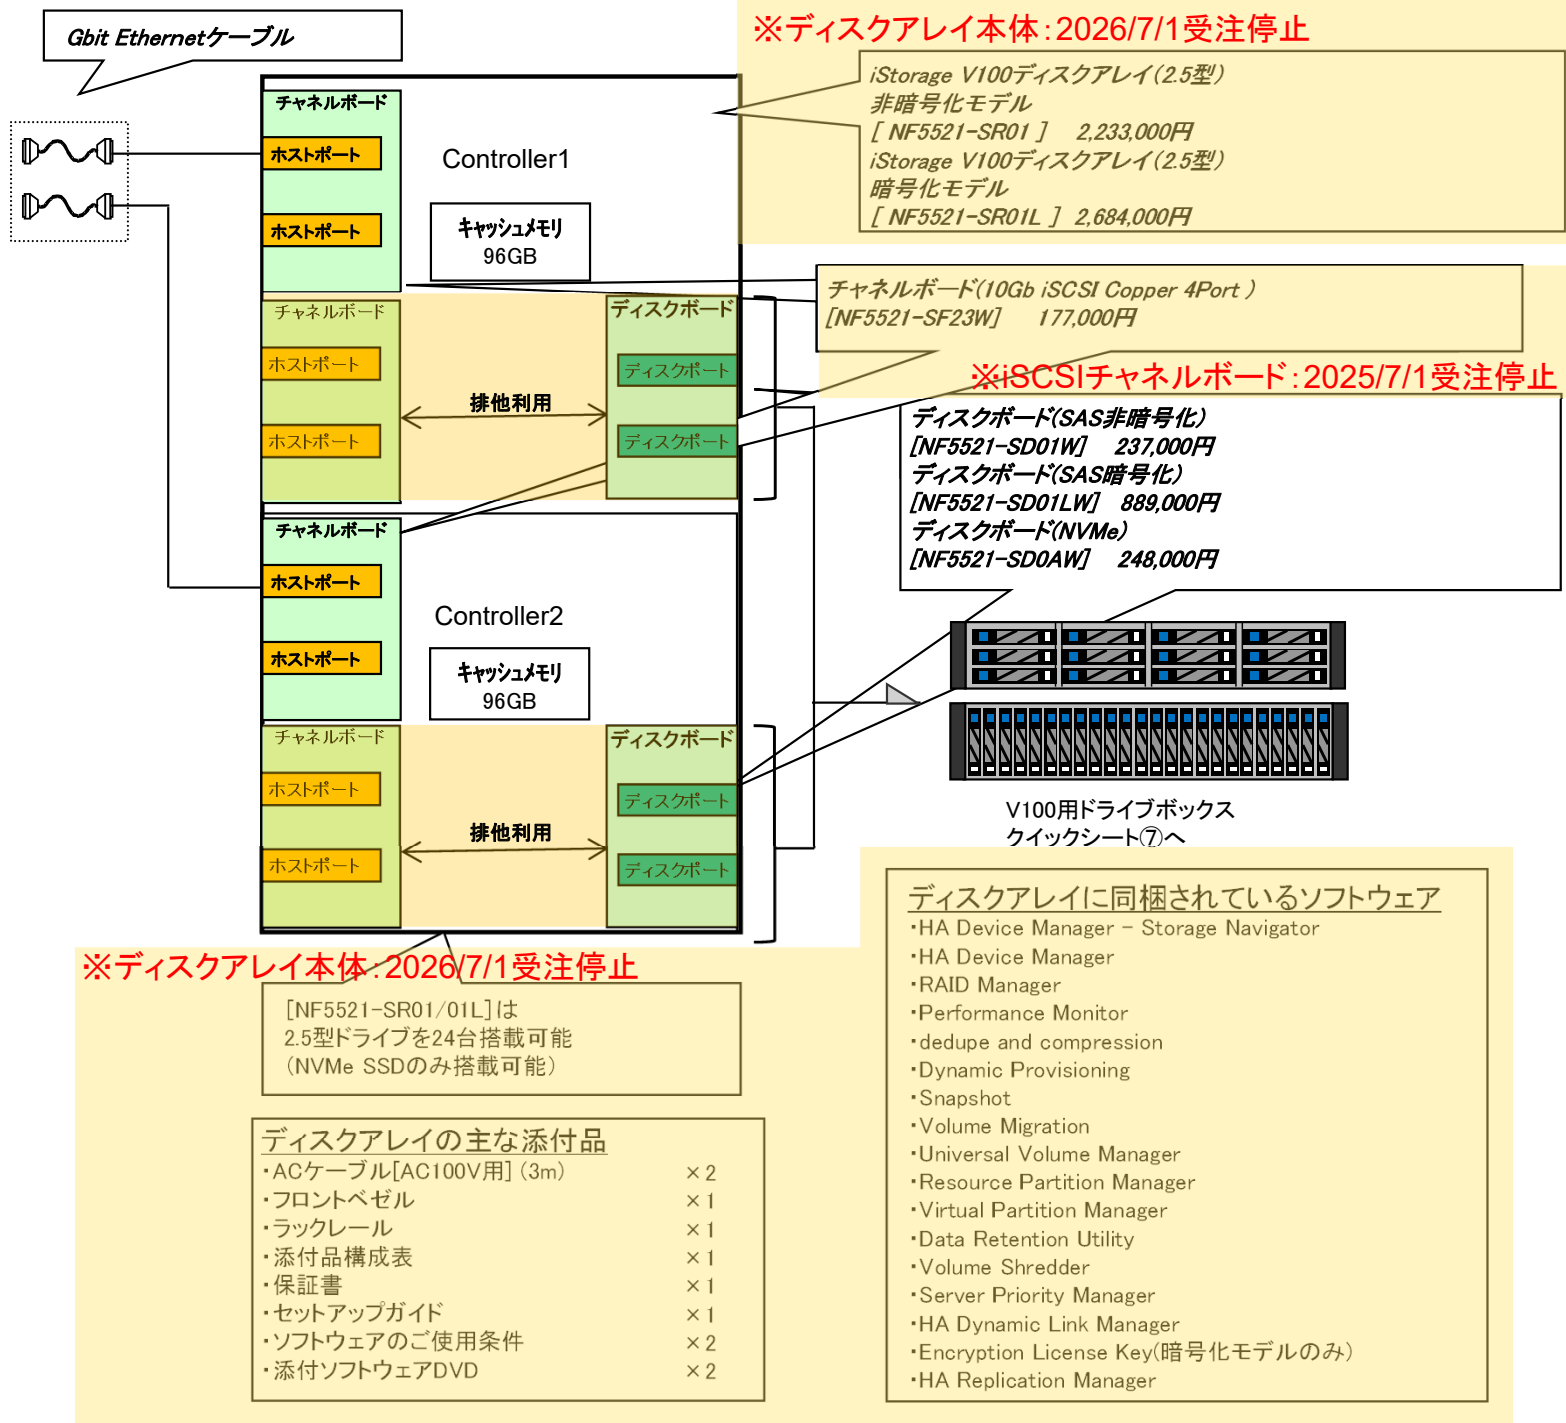 Gbit Ethernetケーブル
※ディスクアレイ本体：2026/7/1受注停止
iStorage V100ディスクアレイ（2.5型）
非暗号化モデル
[ NF5521-SR01 ]　2,233,000円
iStorage V100ディスクアレイ（2.5型）
暗号化モデル
[ NF5521-SR01L ] 2,684,000円
チャネルボード
ホストポート
ホストポート
Controller1
キャッシュメモリ
96GB
チャネルボード(10Gb iSCSI Copper 4Port )
[NF5521-SF23W]　177,000円
※iSCSIチャネルボード：2025/7/1受注停止
チャネルボード
ホストポート
ホストポート
排他利用
ディスクボード
ディスクポート
ディスクポート
ディスクボード(SAS非暗号化)
[NF5521-SD01W]　237,000円
ディスクボード(SAS暗号化)
[NF5521-SD01LW]　889,000円
ディスクボード(NVMe)
[NF5521-SD0AW]　248,000円
チャネルボード
ホストポート
ホストポート
Controller2
キャッシュメモリ
96GB
チャネルボード
ホストポート
ホストポート
排他利用
ディスクボード
ディスクポート
ディスクポート
V100用ドライブボックス
クイックシート⑦へ
※ディスクアレイ本体：2026/7/1受注停止
[NF5521-SR01/01L]は
2.5型ドライブを24台搭載可能
（NVMe SSDのみ搭載可能）
ディスクアレイの主な添付品
・ACケーブル[AC100V用]（3m）　×2
・フロントベゼル　×1
・ラックレール　×1
・添付品構成表　×1
・保証書　×1
・セットアップガイド　×1
・ソフトウェアのご使用条件　×2
・添付ソフトウェアDVD　×2
ディスクアレイに同梱されているソフトウェア
・HA Device Manager - Storage Navigator
・HA Device Manager
・RAID Manager
・Performance Monitor
・dedupe and compression
・Dynamic Provisioning
・Snapshot
・Volume Migration
・Universal Volume Manager
・Resource Partition Manager
・Virtual Partition Manager
・Data Retention Utility
・Volume Shredder
・Server Priority Manager
・HA Dynamic Link Manager
・Encryption License Key(暗号化モデルのみ)
・HA Replication Manager